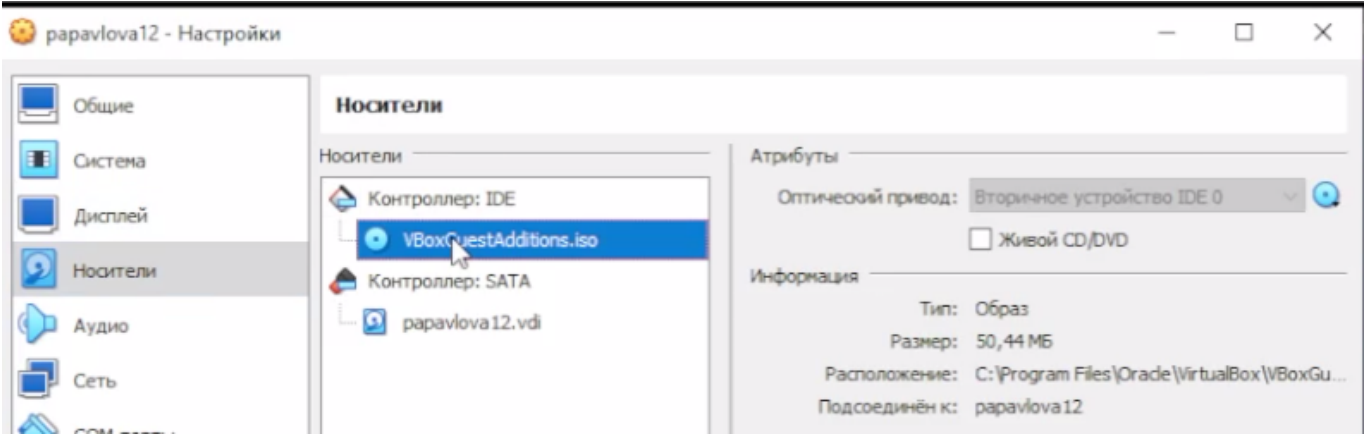 papavlova12 - Настройки
Общие
Система
Дисплей
Носители
Аудио
Сеть
Носители
Носители
Контроллер: IDE
VBoxGuestAdditions.iso
Контроллер: SATA
papavlova12.vdi
Атрибуты
Оптический привод: Вторичное устройство IDE 0
Живой CD/DVD
Информация
Тип: Образ
Размер: 50,44 МБ
Расположение: C:\Program Files\Oracle\VirtualBox\VBoxGu...
Подсоединён к: papavlova12